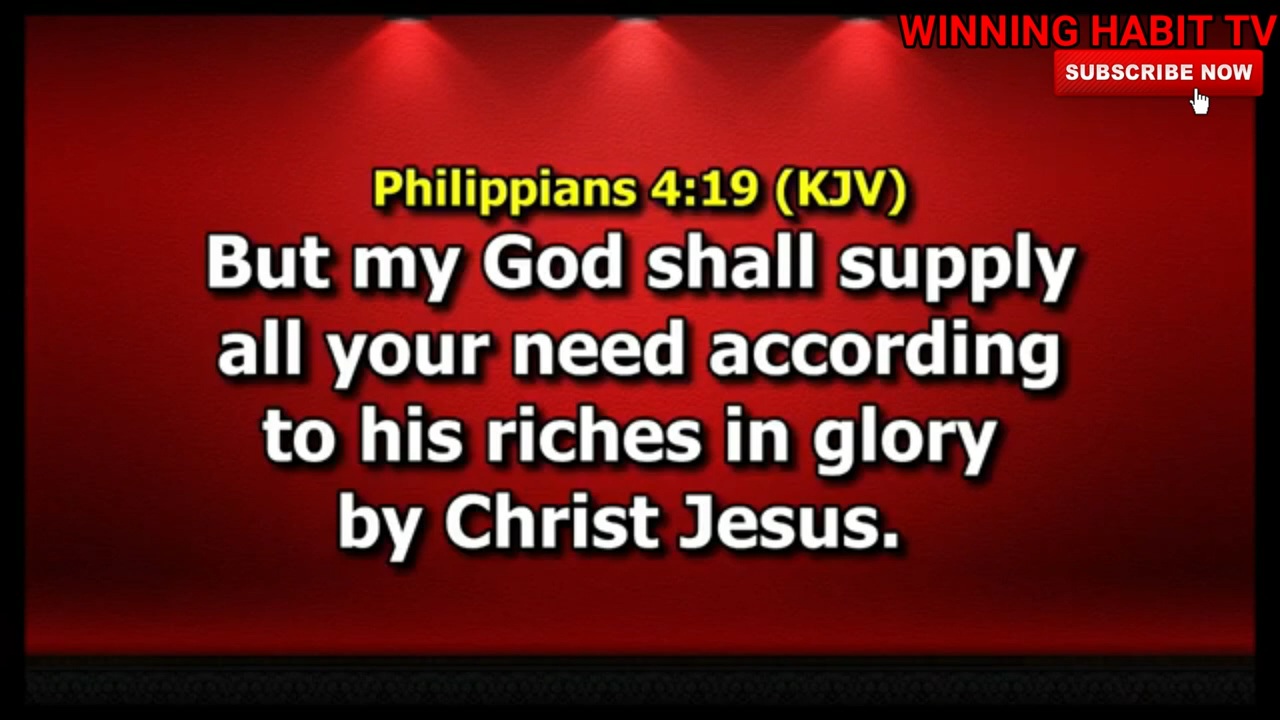 WINNING HABIT TV
SUBSCRIBE NOW
Philippians 4:19 (KJV)
But my God shall supply
all your need according
to his riches in glory
by Christ Jesus.